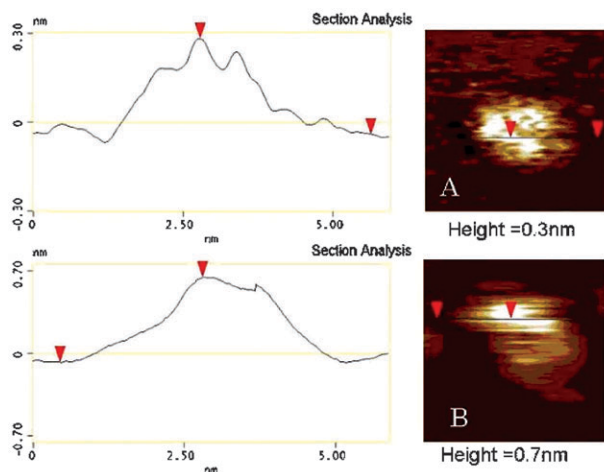 nm
Section Analysis
0.30
0
-0.30
0
2.50
5.00
nm
A
Height =0.3nm
nm
Section Analysis
0.70
0
-0.70
0
2.50
5.00
nm
B
Height =0.7nm